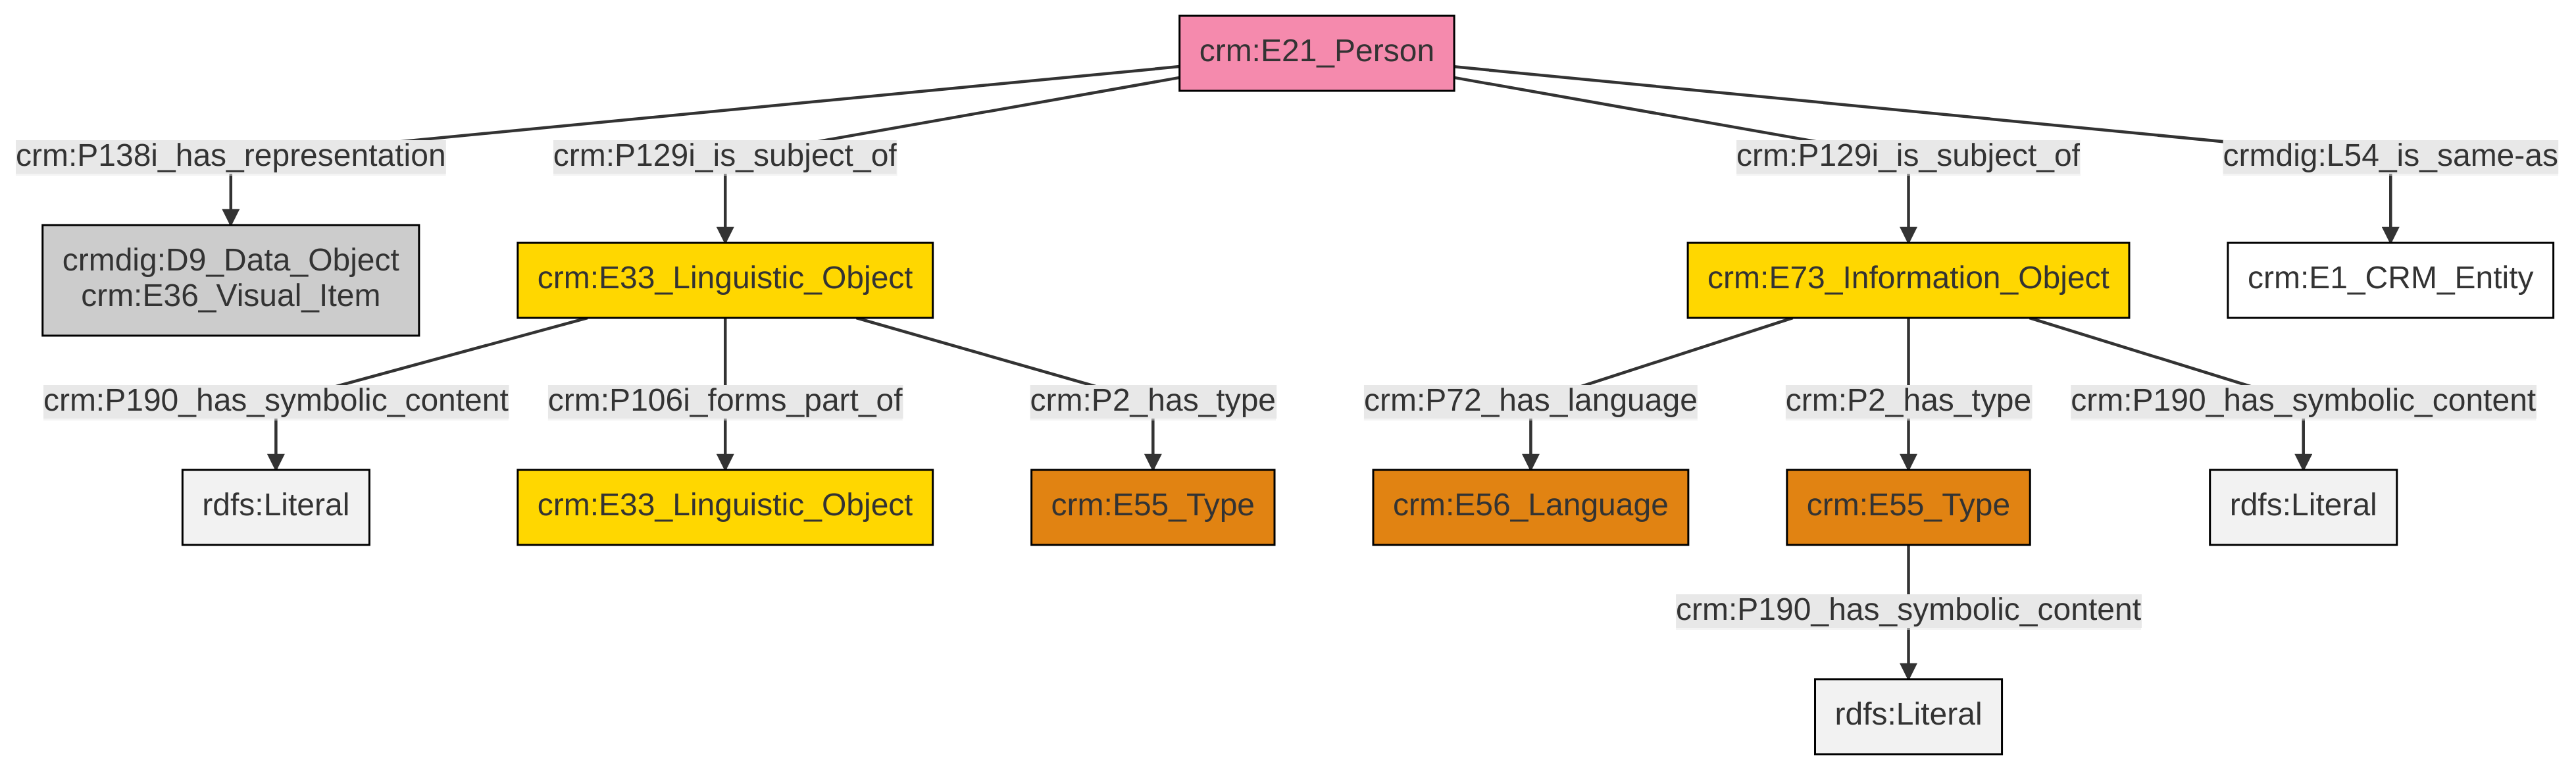 crm:E21_Person
crm:P138i_has_representation
crm:P129i_is_subject_of
crm:P129i_is_subject_of
crmdig:L54_is_same-as
crmdig:D9_Data_Object
crm:E36_Visual_Item
crm:E33_Linguistic_Object
crm:E73_Information_Object
crm:E1_CRM_Entity
crm:P190_has_symbolic_content
crm:P106i_forms_part_of
crm:P2_has_type
crm:P72_has_language
crm:P2_has_type
crm:P190_has_symbolic_content
rdfs:Literal
crm:E33_Linguistic_Object
crm:E55_Type
crm:E56_Language
crm:E55_Type
rdfs:Literal
crm:P190_has_symbolic_content
rdfs:Literal